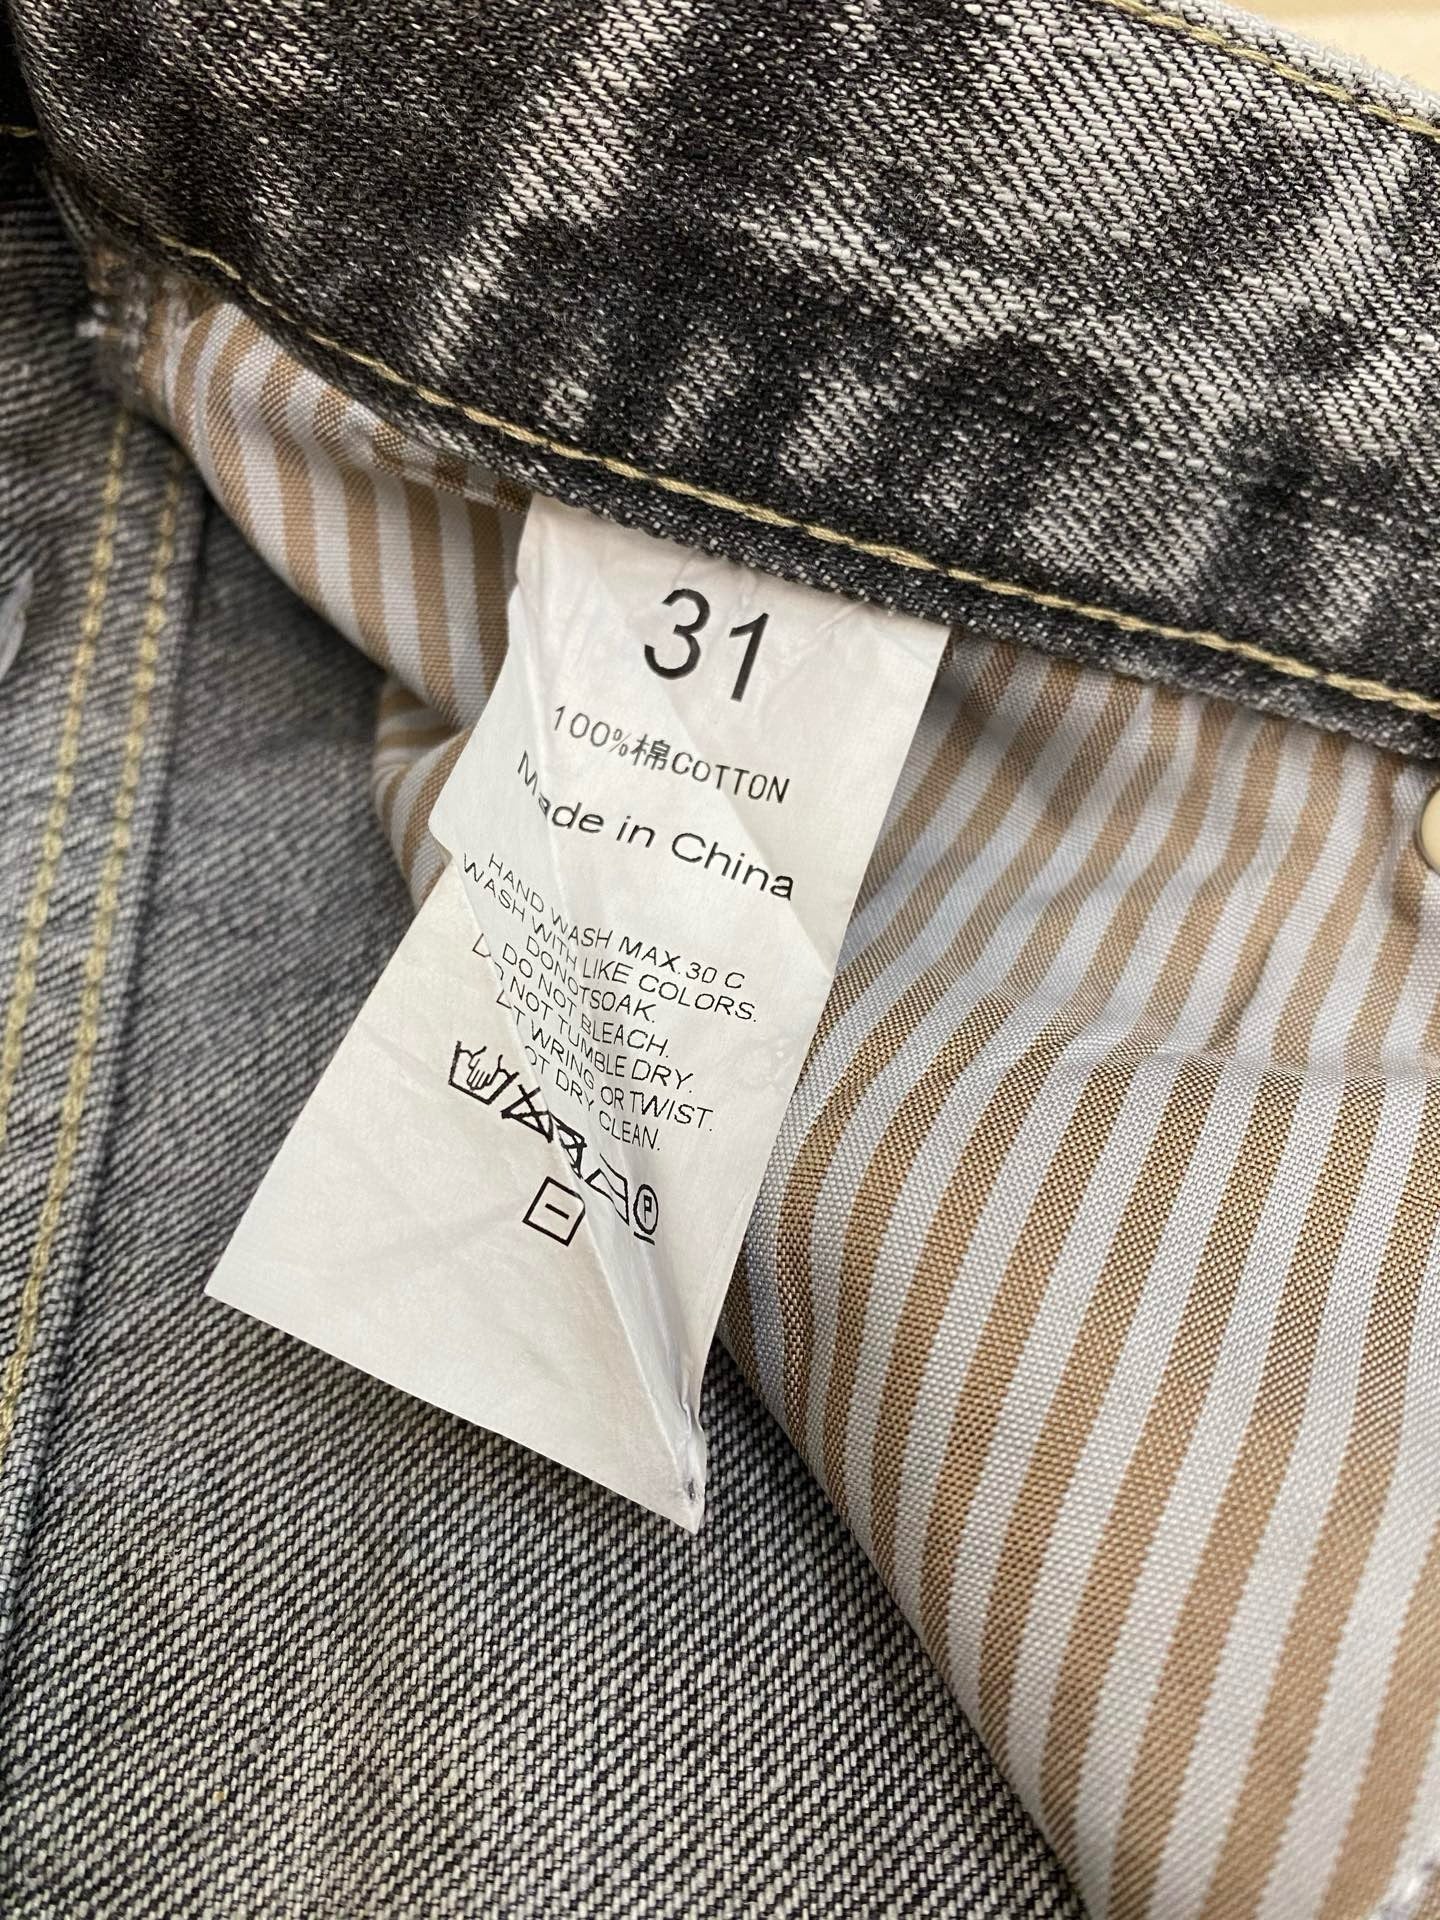 31
100%棉COTTON
Made in China
HAND WASH MAX.30 C
WASH WITH LIKE COLORS.
DONOTSOAK.
DO NOT BLEACH.
NOT TUMBLE DRY.
WRING OR TWIST.
DRY CLEAN.
P